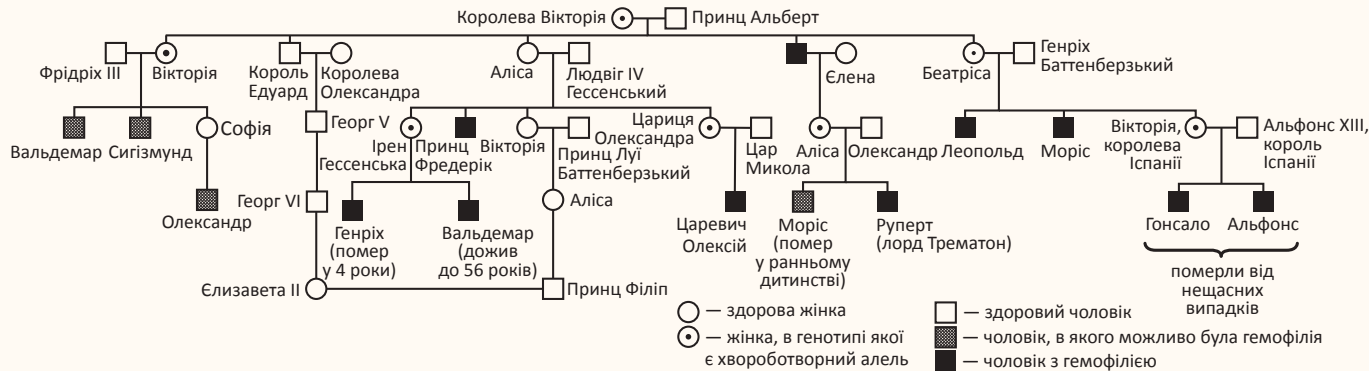 Королева Вікторія
Принц Альберт
Фрідріх III
Вікторія
Король
Едуард
Королева
Олександра
Аліса
Людвіг IV
Гессенський
Єлена
Беатріса
Генріх
Баттенберзький
Вальдемар
Сигізмунд
Софія
Георг V
Ірен
Гессенська
Принц
Фредерік
Вікторія
Принц Луї
Баттенберзький
Цариця
Олександра
Цар
Микола
Аліса
Олександр
Леопольд
Моріс
Вікторія,
королева
Іспанії
Альфонс XIII,
король
Іспанії
Олександр
Георг VI
Генріх
(помер
у 4 роки)
Вальдемар
(дожив
до 56 років)
Аліса
Царевич
Олексій
Моріс
(помер
у ранньому
дитинстві)
Руперт
(лорд Трематон)
Гонсало
Альфонс
померли від
нещасних
випадків
Єлизавета II
Принц Філіп
— здорова жінка
— жінка, в генотипі якої
є хвороботворний алель
— здоровий чоловік
— чоловік, в якого можливо була гемофілія
— чоловік з гемофілією